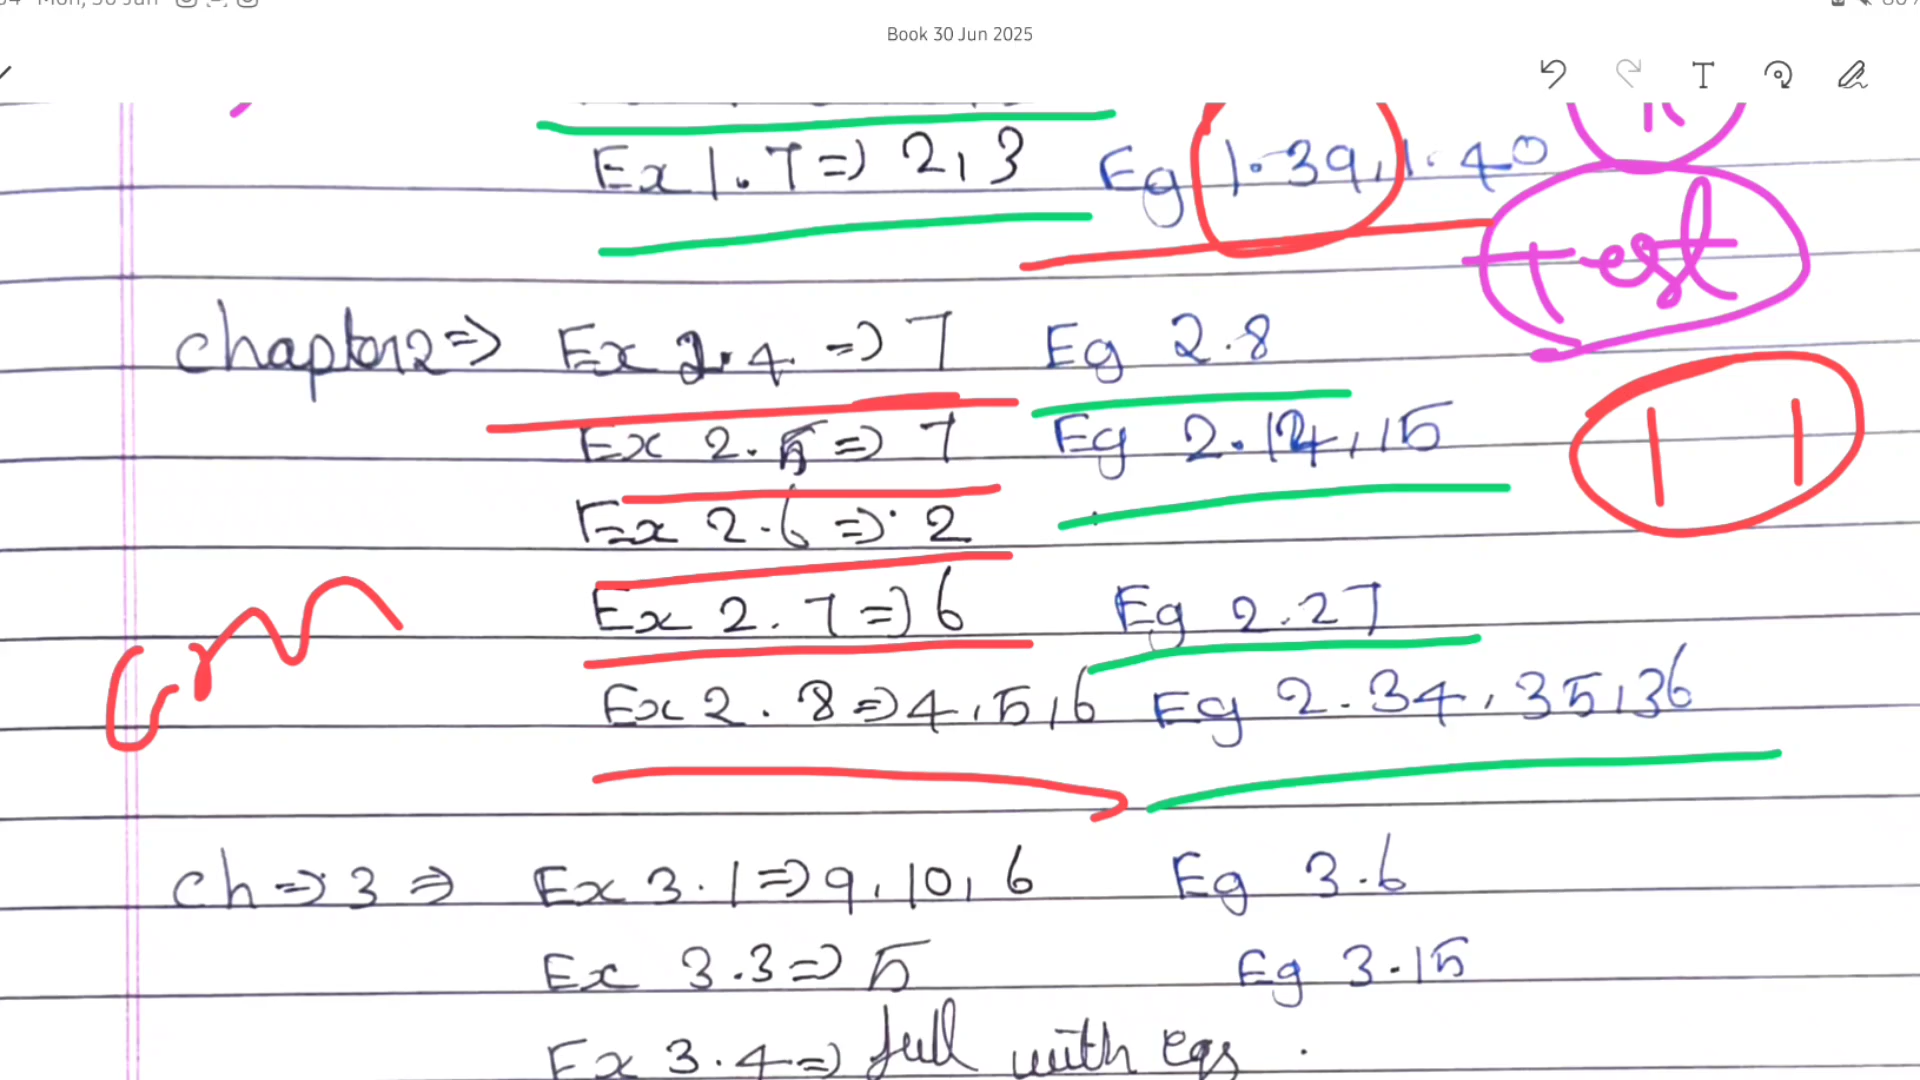 Mon, 30 Jun
Book 30 Jun 2025
T
Ex 1.7 => 2,3 Eg 1.39,1.40
Test
chapter 2 => Ex 2.4 => 7 Eg 2.8
Ex 2.5 => 7 Eg 2.14,15
11
Ex 2.6 => 2
Ex 2.7 => 6 Eg 2.27
Ex 2.8 => 4,5,6 Eg 2.34,35,36
Ch => 3 => Ex 3.1 => 9,10,6 Eg 3.6
Ex 3.3 => 5 Eg 3.15
Ex 3.4 => full with egs.